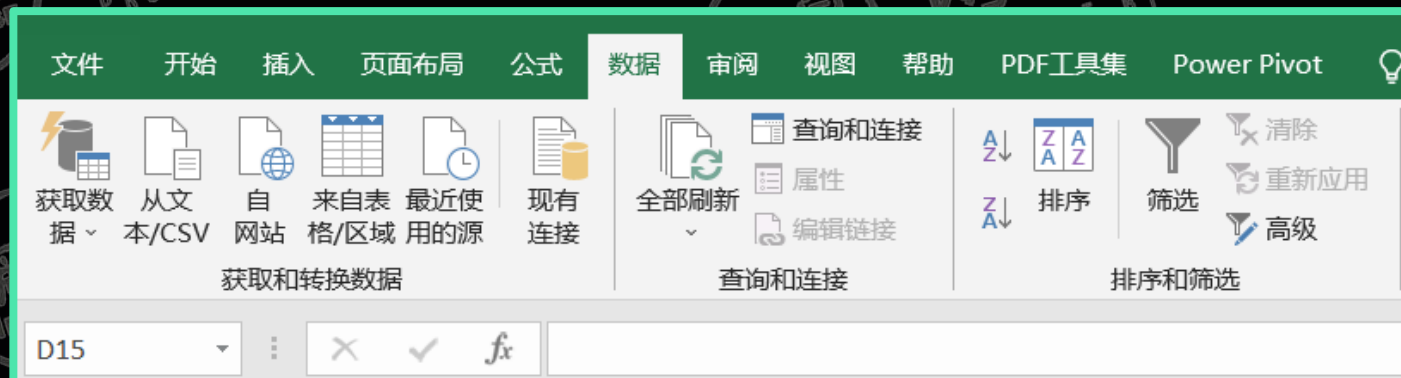 文件 开始 插入 页面布局 公式 数据 审阅 视图 帮助 PDF工具集 Power Pivot
获取数据
从文本/CSV
自网站
来自表格/区域
最近使用的源
现有连接
获取和转换数据
全部刷新
查询和连接
属性
编辑链接
查询和连接
排序
筛选
清除
重新应用
高级
排序和筛选
D15
fx